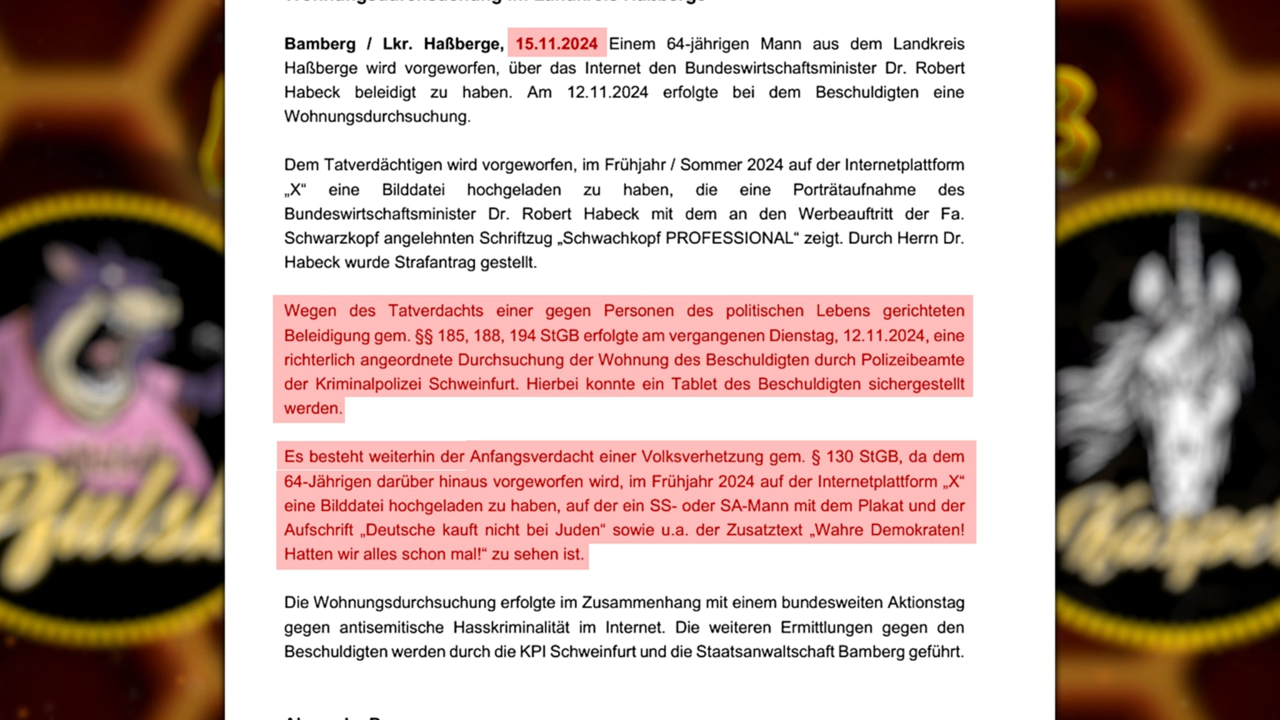 Bamberg / Lkr. Haßberge, 15.11.2024 Einem 64-jährigen Mann aus dem Landkreis
Haßberge wird vorgeworfen, über das Internet den Bundeswirtschaftsminister Dr. Robert
Habeck beleidigt zu haben. Am 12.11.2024 erfolgte bei dem Beschuldigten eine
Wohnungsdurchsuchung.
Dem Tatverdächtigen wird vorgeworfen, im Frühjahr / Sommer 2024 auf der Internetplattform
„X“ eine Bilddatei hochgeladen zu haben, die eine Porträtaufnahme des
Bundeswirtschaftsminister Dr. Robert Habeck mit dem an den Werbeauftritt der Fa.
Schwarzkopf angelehnten Schriftzug „Schwachkopf PROFESSIONAL“ zeigt. Durch Herrn Dr.
Habeck wurde Strafantrag gestellt.
Wegen des Tatverdachts einer gegen Personen des politischen Lebens gerichteten
Beleidigung gem. §§ 185, 188, 194 StGB erfolgte am vergangenen Dienstag, 12.11.2024, eine
richterlich angeordnete Durchsuchung der Wohnung des Beschuldigten durch Polizeibeamte
der Kriminalpolizei Schweinfurt. Hierbei konnte ein Tablet des Beschuldigten sichergestellt
werden.
Es besteht weiterhin der Anfangsverdacht einer Volksverhetzung gem. § 130 StGB, da dem
64-Jährigen darüber hinaus vorgeworfen wird, im Frühjahr 2024 auf der Internetplattform „X“
eine Bilddatei hochgeladen zu haben, auf der ein SS- oder SA-Mann mit dem Plakat und der
Aufschrift „Deutsche kauft nicht bei Juden“ sowie u.a. der Zusatztext „Wahre Demokraten!
Hatten wir alles schon mal!“ zu sehen ist.
Die Wohnungsdurchsuchung erfolgte im Zusammenhang mit einem bundesweiten Aktionstag
gegen antisemitische Hasskriminalität im Internet. Die weiteren Ermittlungen gegen den
Beschuldigten werden durch die KPI Schweinfurt und die Staatsanwaltschaft Bamberg geführt.